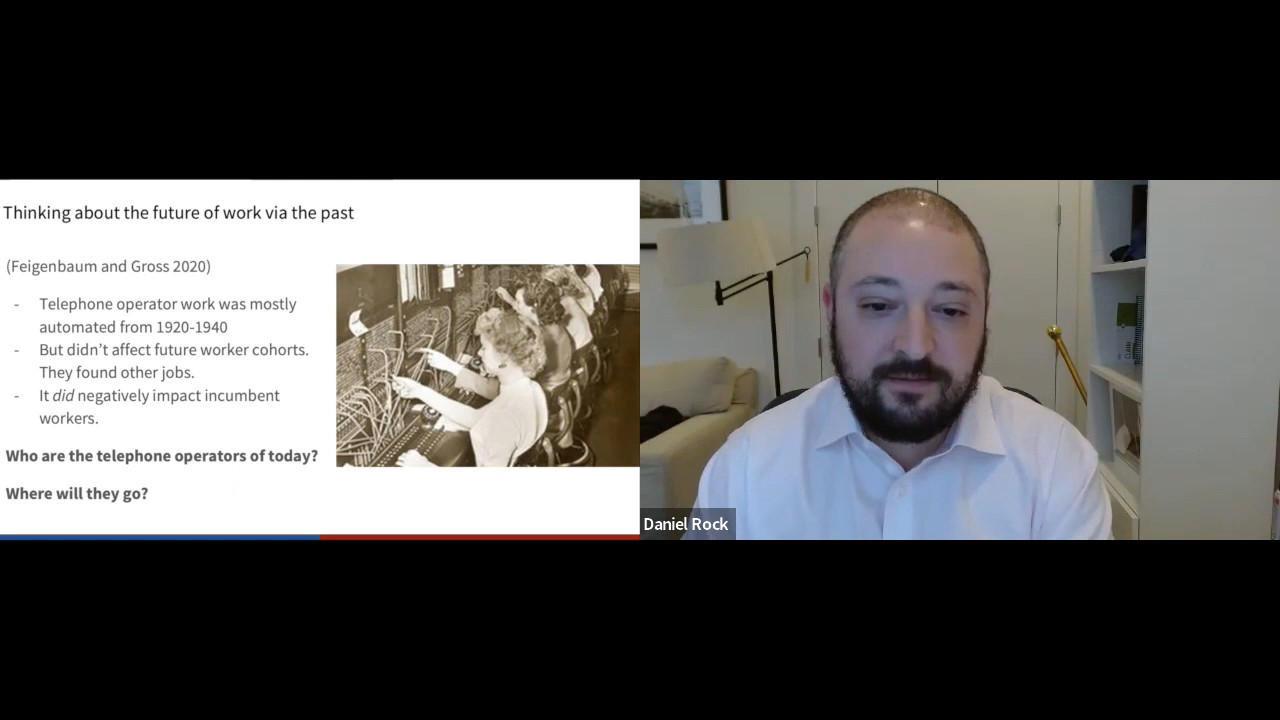 Thinking about the future of work via the past
(Feigenbaum and Gross 2020)
- Telephone operator work was mostly
automated from 1920-1940
- But didn’t affect future worker cohorts.
They found other jobs.
- It did negatively impact incumbent
workers.
Who are the telephone operators of today?
Where will they go?
Daniel Rock